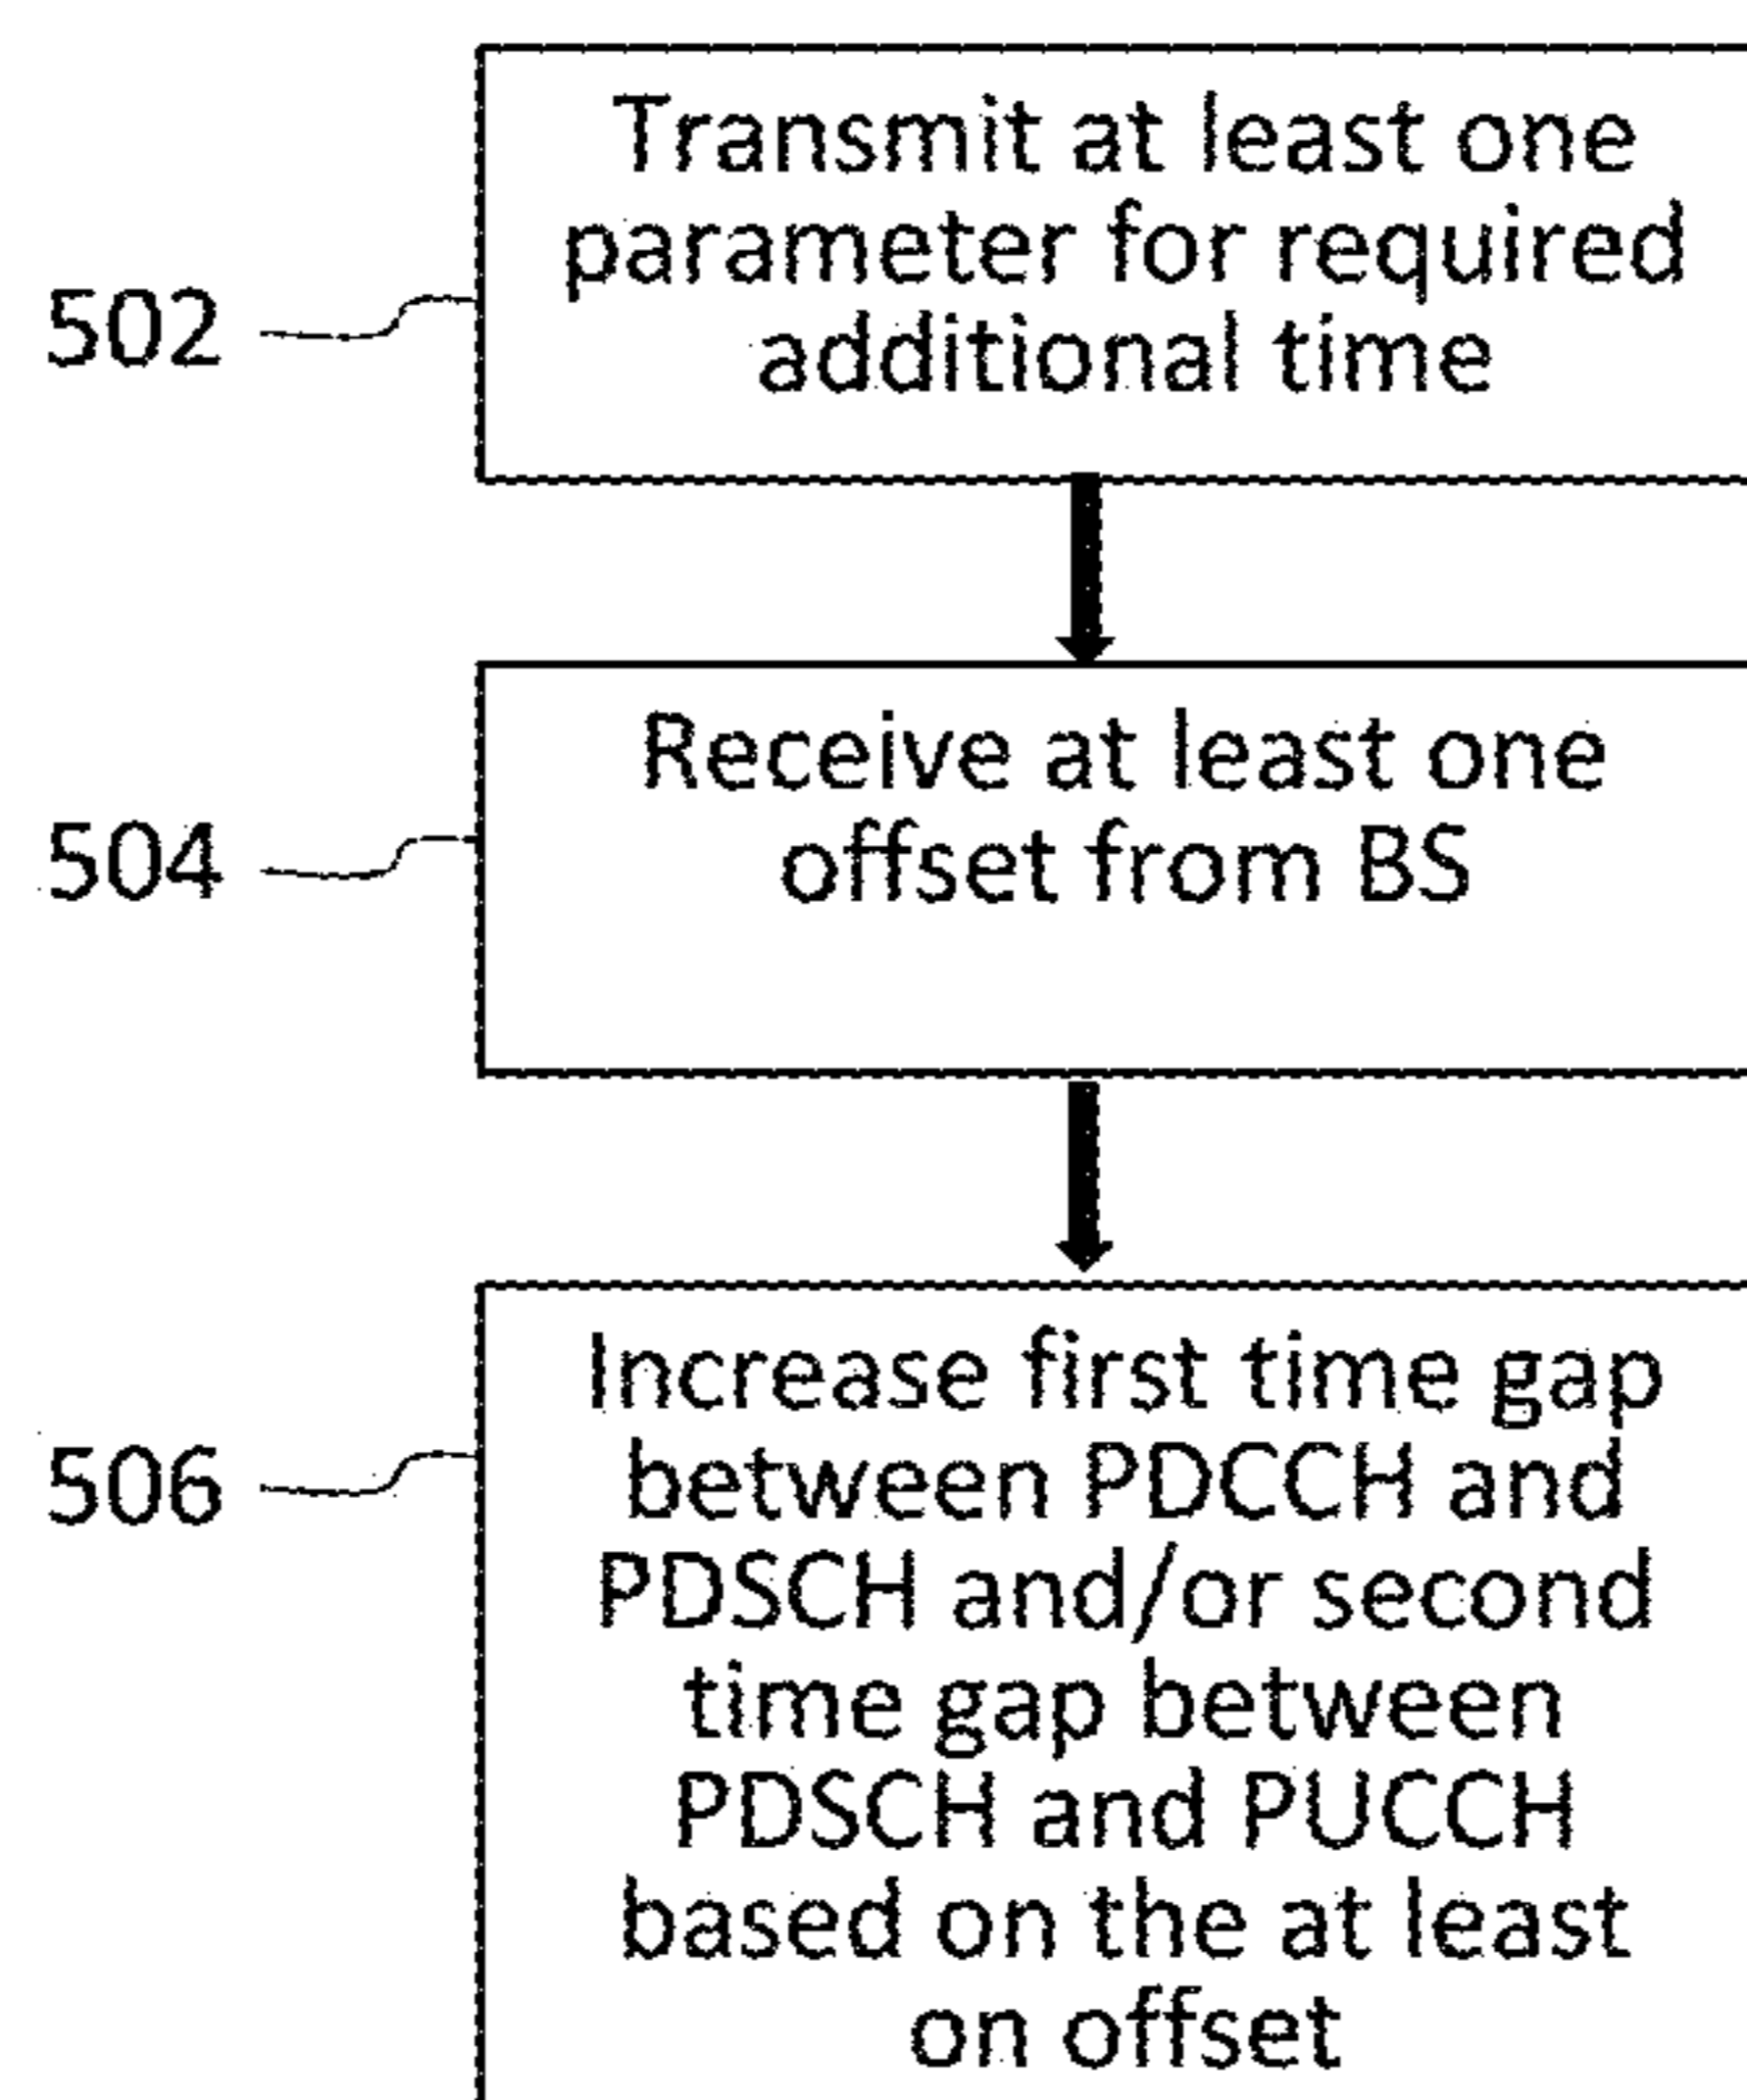 502
Transmit at least one
parameter for required
additional time
504
Receive at least one
offset from BS
506
Increase first time gap
between PDCCH and
PDSCH and/or second
time gap between
PDSCH and PUCCH
based on the at least
on offset